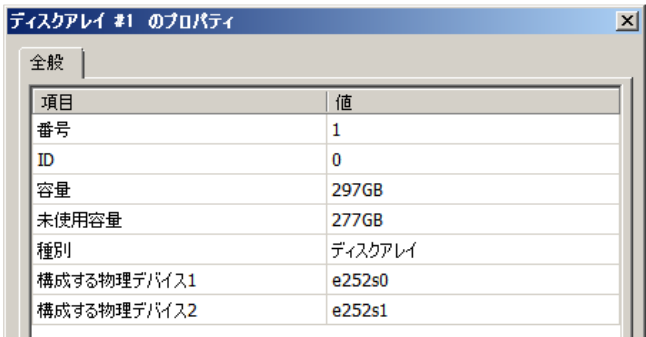 ディスクアレイ #1 のプロパティ
全般
項目 値
番号 1
ID 0
容量 297GB
未使用容量 277GB
種別 ディスクアレイ
構成する物理デバイス1 e252s0
構成する物理デバイス2 e252s1